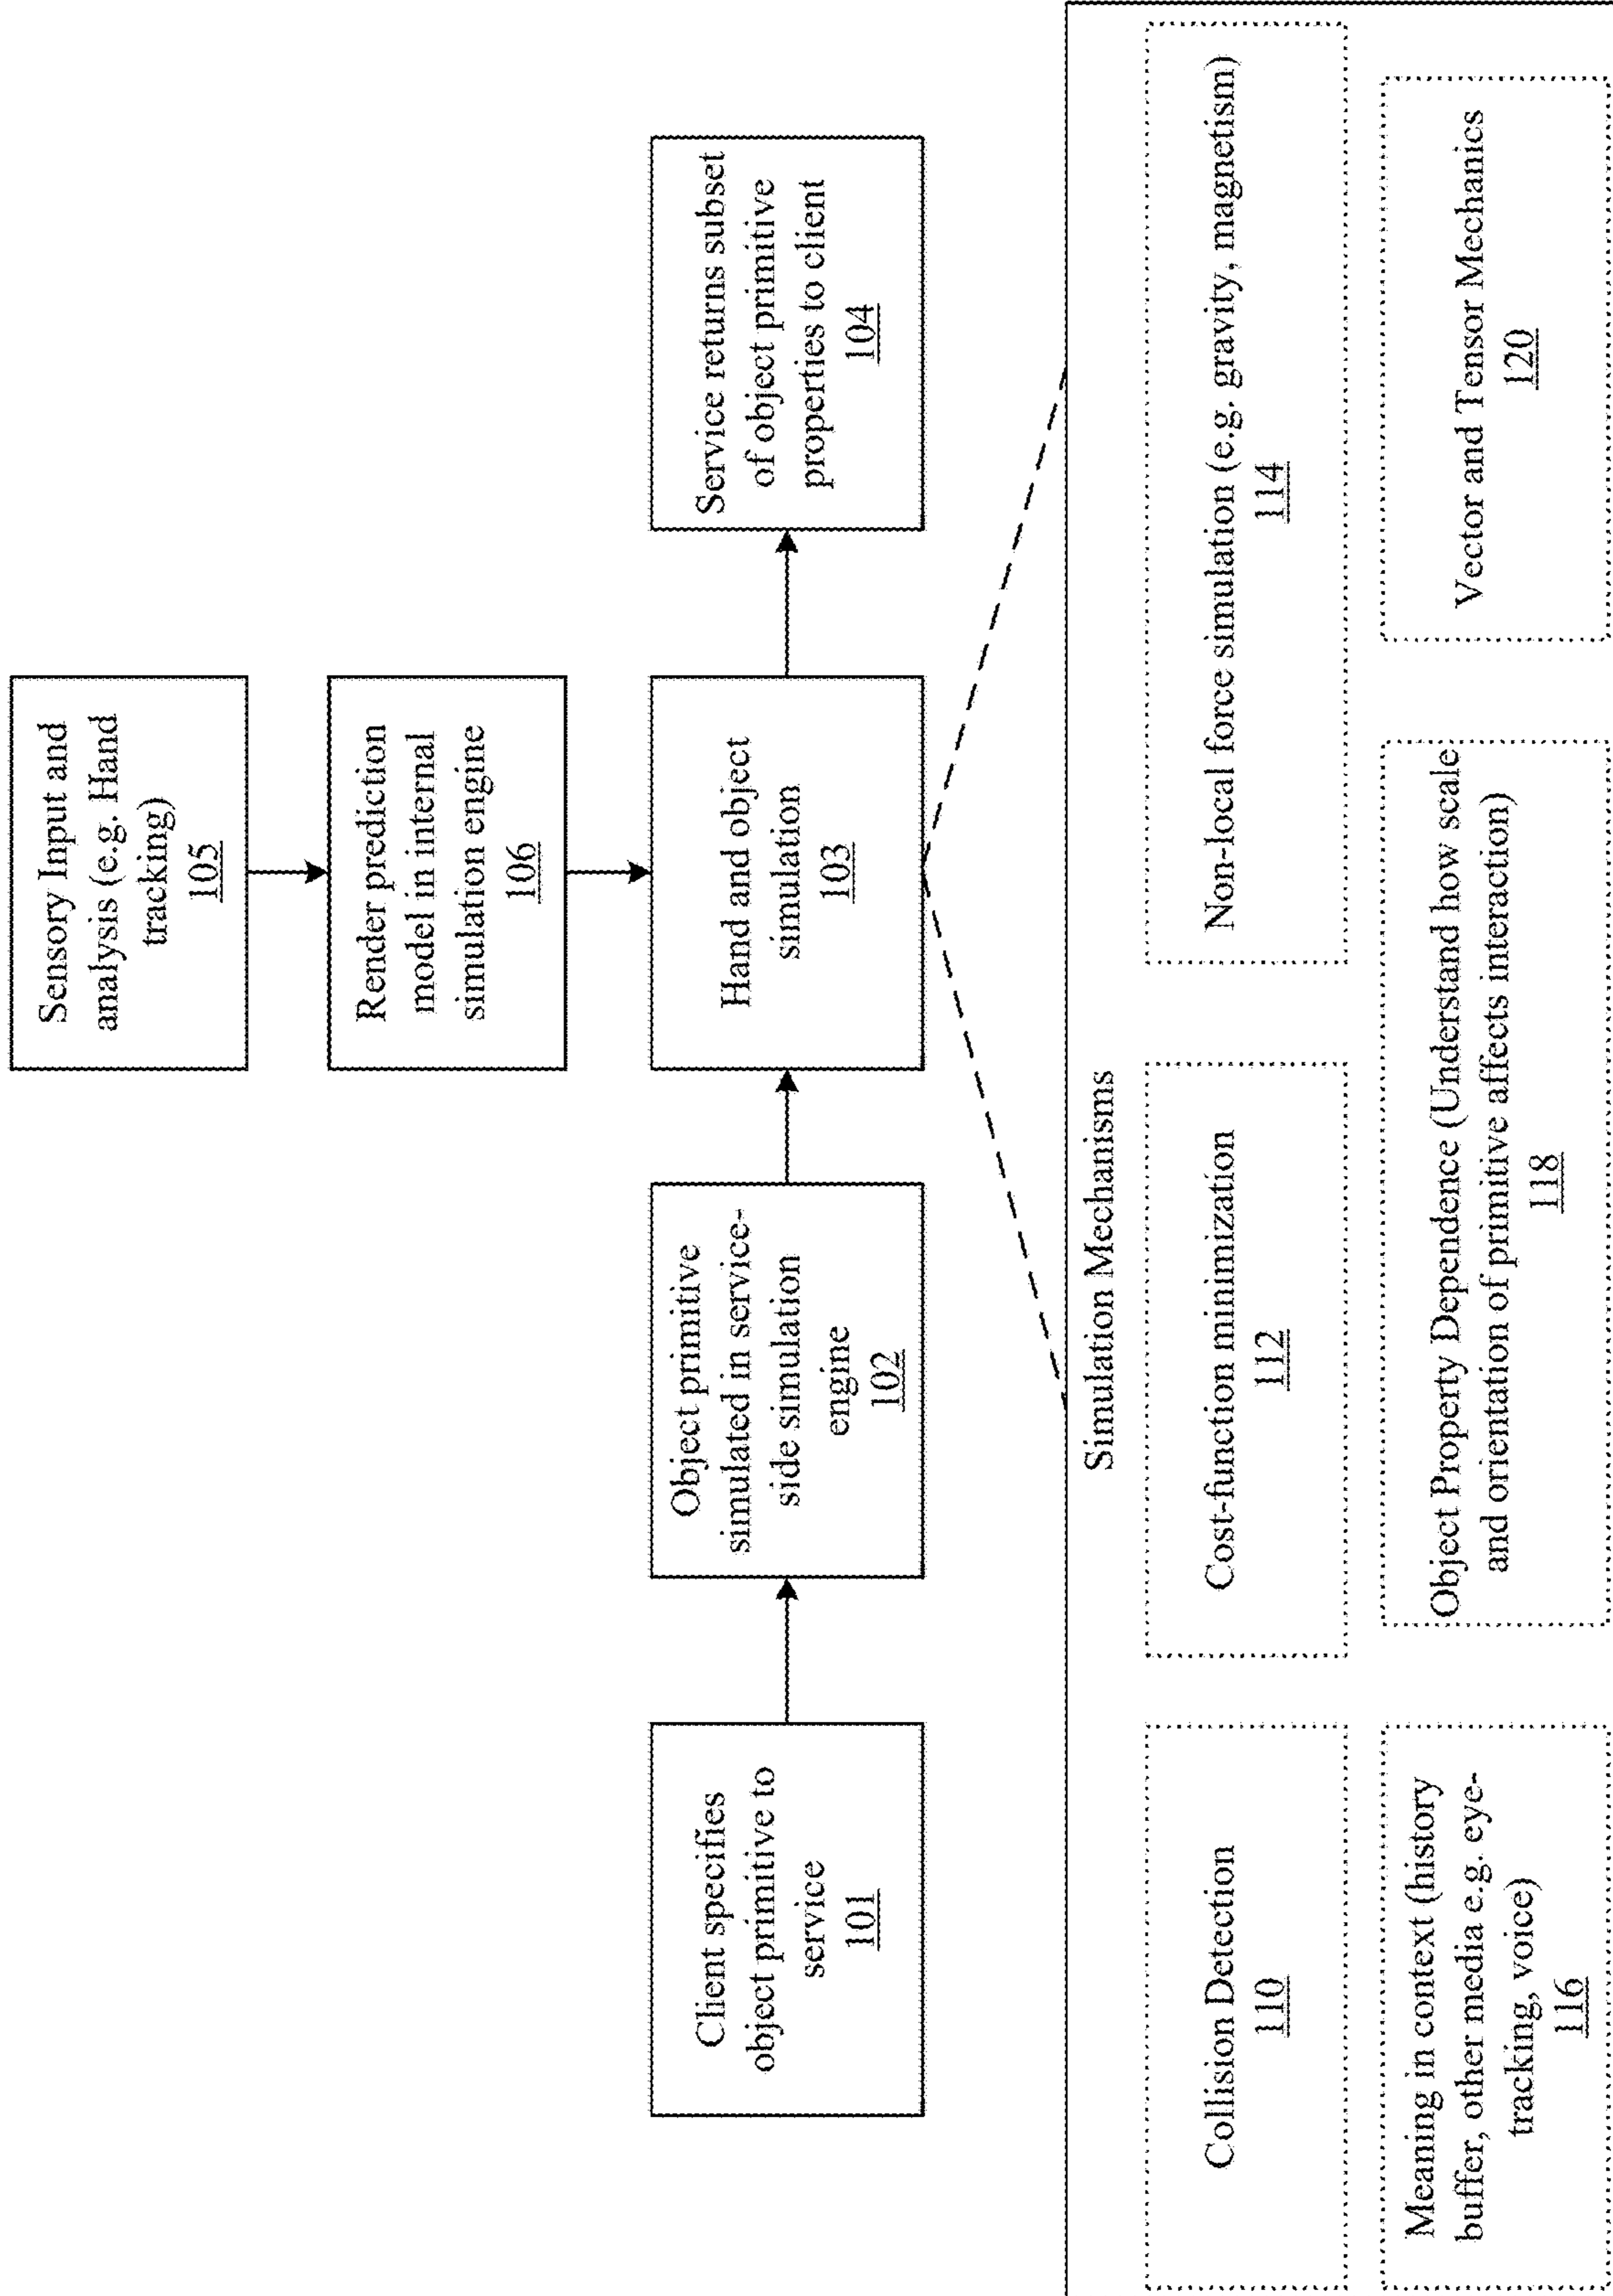 Sensory Input and
analysis (e.g. Hand
tracking)
105
Render prediction
model in internal
simulation engine
106
Client specifies
object primitive to
service
101
Object primitive
simulated in service-
side simulation
engine
102
Hand and object
simulation
103
Service returns subset
of object primitive
properties to client
104
Simulation Mechanisms
Collision Detection
110
Cost-function minimization
112
Non-local force simulation (e.g. gravity, magnetism)
114
Meaning in context (history
buffer, other media e.g. eye-
tracking, voice)
116
Object Property Dependence (Understand how scale
and orientation of primitive affects interaction)
118
Vector and Tensor Mechanics
120